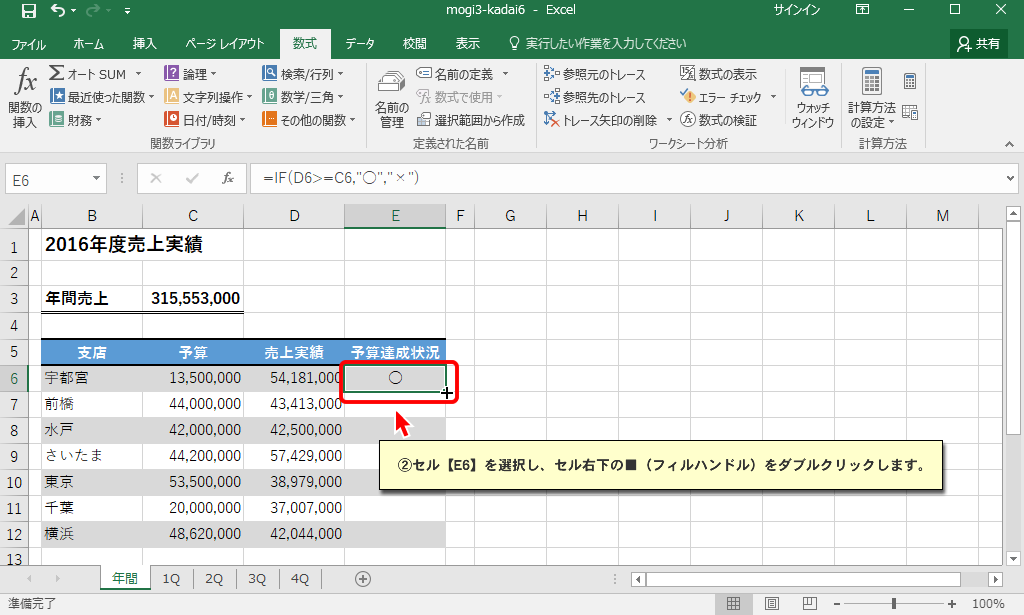 mogi3-kadai6 - Excel サインイン
ファイル ホーム 挿入 ページ レイアウト 数式 データ 校閲 表示 実行したい作業を入力してください 共有
fx 関数の挿入
Σ オート SUM
最近使った関数
財務
論理
文字列操作
日付/時刻
検索/行列
数学/三角
その他の関数
関数ライブラリ
名前の管理
名前の定義
数式で使用
選択範囲から作成
定義された名前
参照元のトレース
参照先のトレース
トレース矢印の削除
数式の表示
エラー チェック
数式の検証
ワークシート分析
ウォッチ ウィンドウ
計算方法の設定
計算方法
E6 fx =IF(D6>=C6,"○","×")
A B C D E F G H I J K L M
1 2016年度売上実績
2
3 年間売上 315,553,000
4
5 支店 予算 売上実績 予算達成状況
6 宇都宮 13,500,000 54,181,000 ○
7 前橋 44,000,000 43,413,000
8 水戸 42,000,000 42,500,000
9 さいたま 44,200,000 57,429,000
10 東京 53,500,000 38,979,000
11 千葉 20,000,000 37,007,000
12 横浜 48,620,000 42,044,000
13
②セル【E6】を選択し、セル右下の■（フィルハンドル）をダブルクリックします。
年間 1Q 2Q 3Q 4Q
準備完了 100%